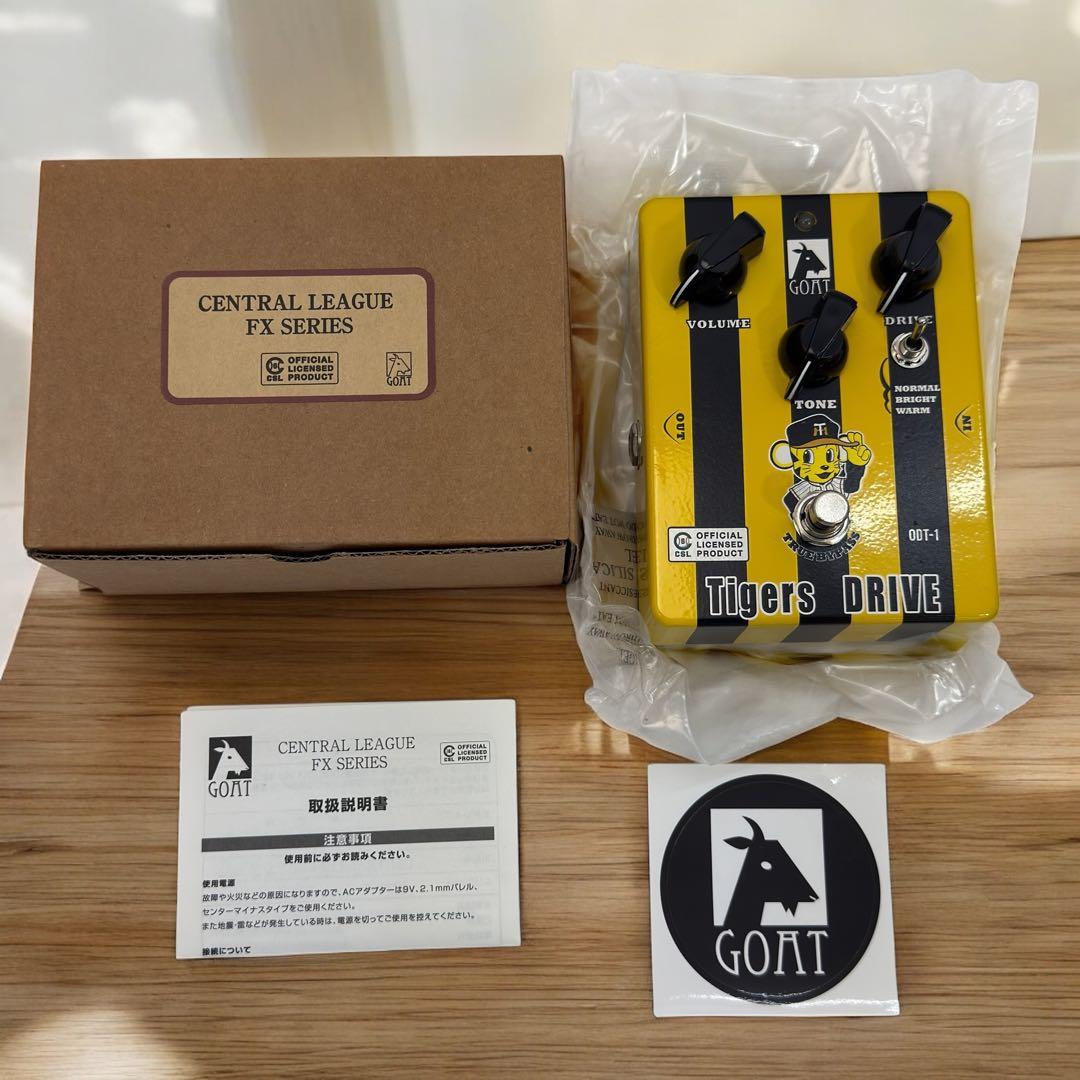 CENTRAL LEAGUE
FX SERIES
CSL
OFFICIAL
LICENSED
PRODUCT
GOAT
GOAT
VOLUME
DRIVE
TONE
NORMAL
BRIGHT
WARM
OUT
IN
TRUE BYPASS
ODT-1
CSL
OFFICIAL
LICENSED
PRODUCT
Tigers DRIVE
SILICA
DESICCANT
GOAT
CENTRAL LEAGUE
FX SERIES
CSL
OFFICIAL
LICENSED
PRODUCT
取扱説明書
注意事項
使用前に必ずお読みください。
使用電源
故障や火災などの原因になりますので、ACアダプターは9V、2.1mmバレル、
センターマイナスタイプをご使用ください。
また地震・雷などが発生している時は、電源を切ってご使用を控えてください。
接続について
GOAT